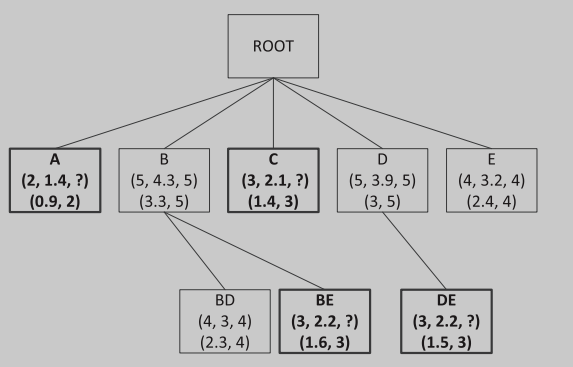 ROOT
A
(2, 1.4, ?)
(0.9, 2)
B
(5, 4.3, 5)
(3.3, 5)
C
(3, 2.1, ?)
(1.4, 3)
D
(5, 3.9, 5)
(3, 5)
E
(4, 3.2, 4)
(2.4, 4)
BD
(4, 3, 4)
(2.3, 4)
BE
(3, 2.2, ?)
(1.6, 3)
DE
(3, 2.2, ?)
(1.5, 3)